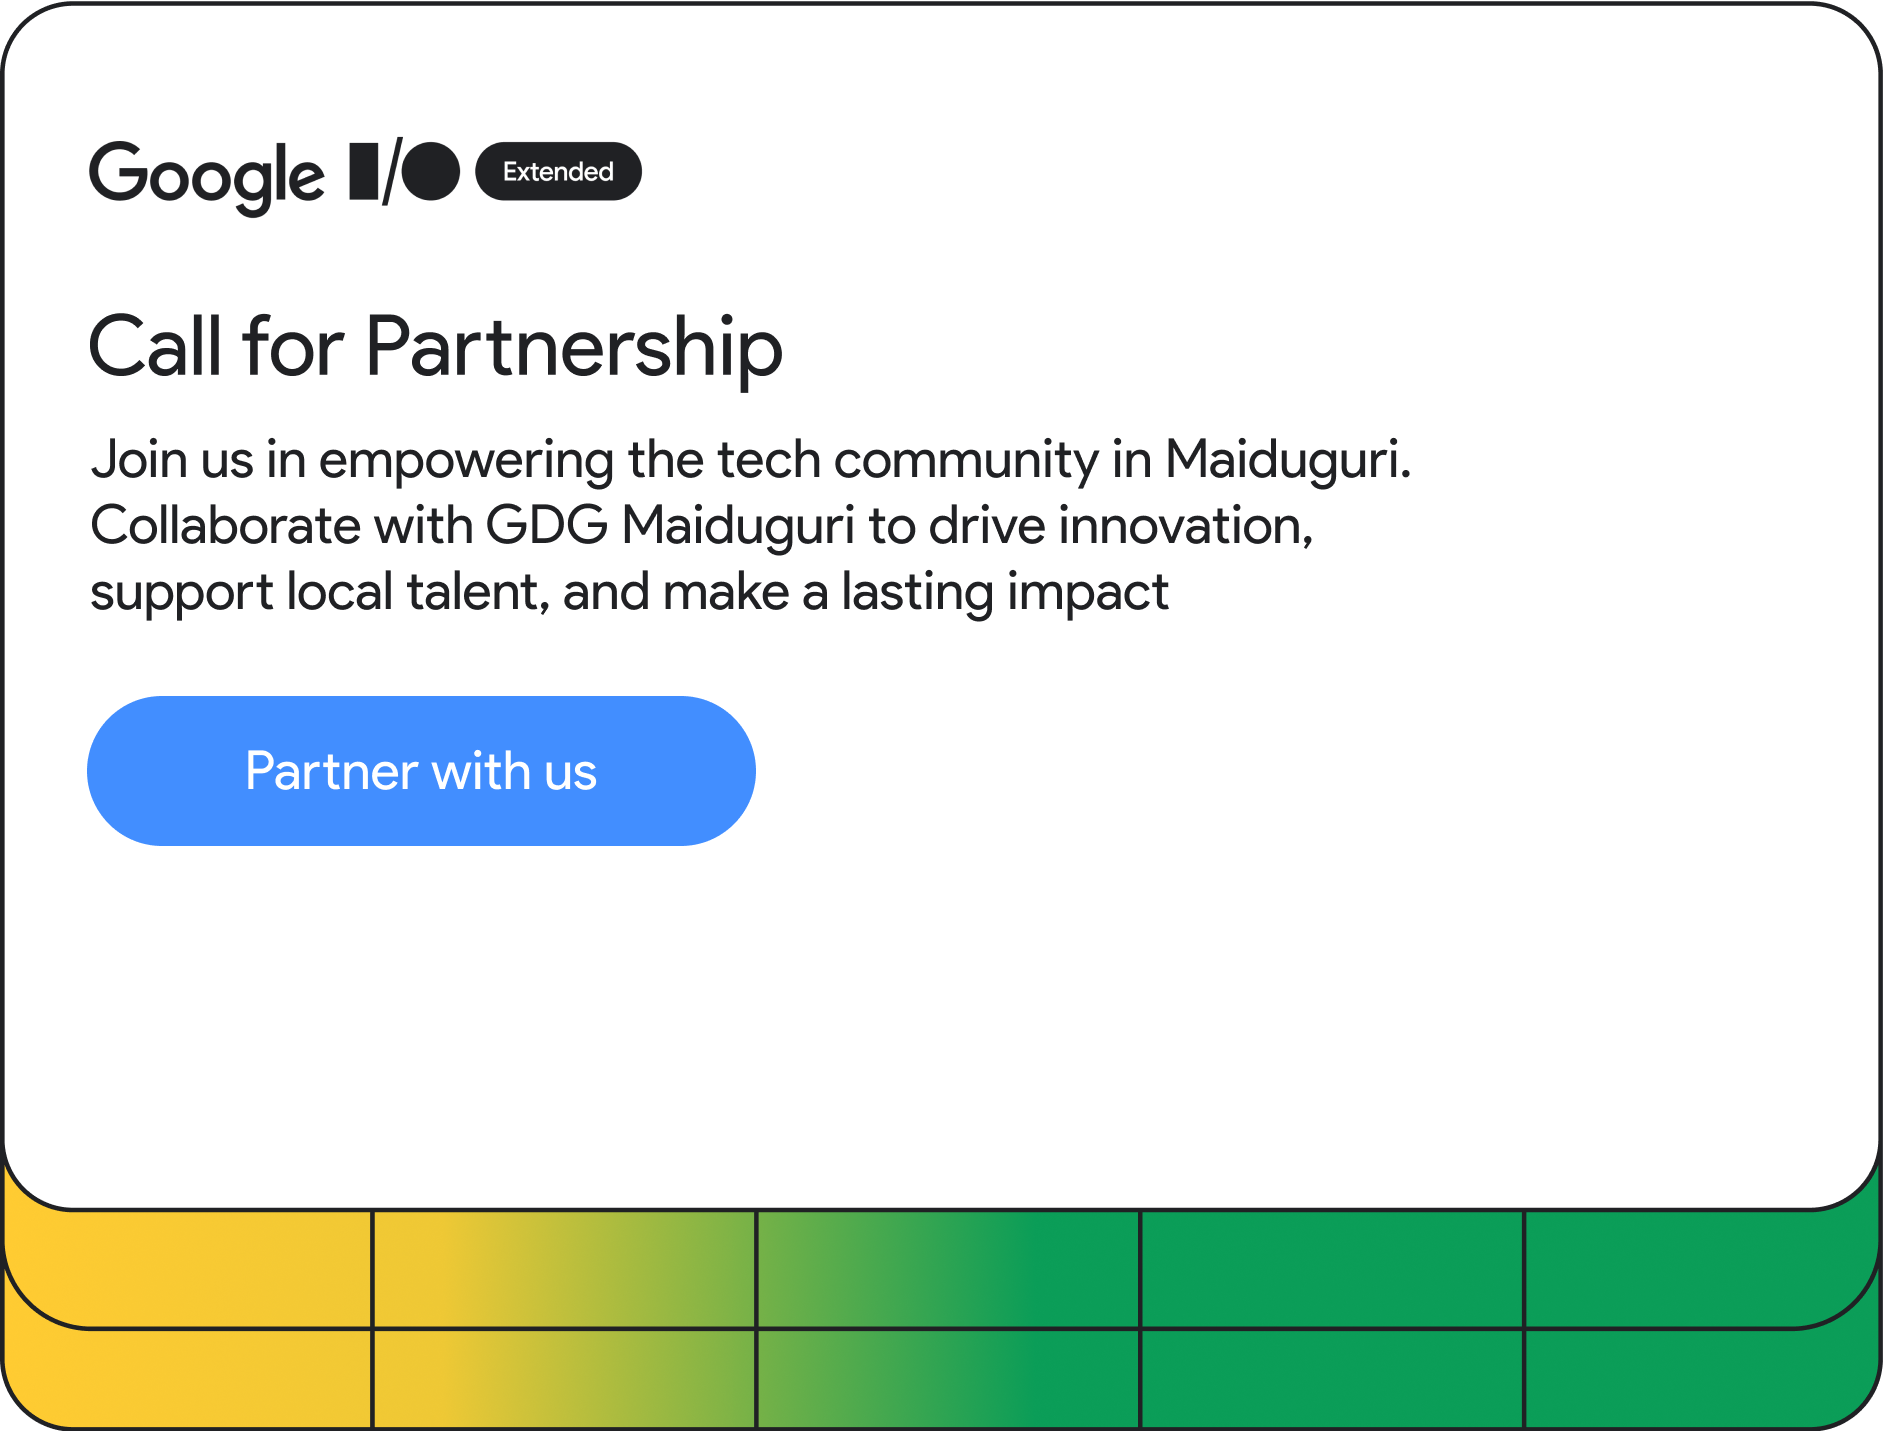 Google I/O Extended
Call for Partnership
Join us in empowering the tech community in Maiduguri.
Collaborate with GDG Maiduguri to drive innovation,
support local talent, and make a lasting impact
Partner with us